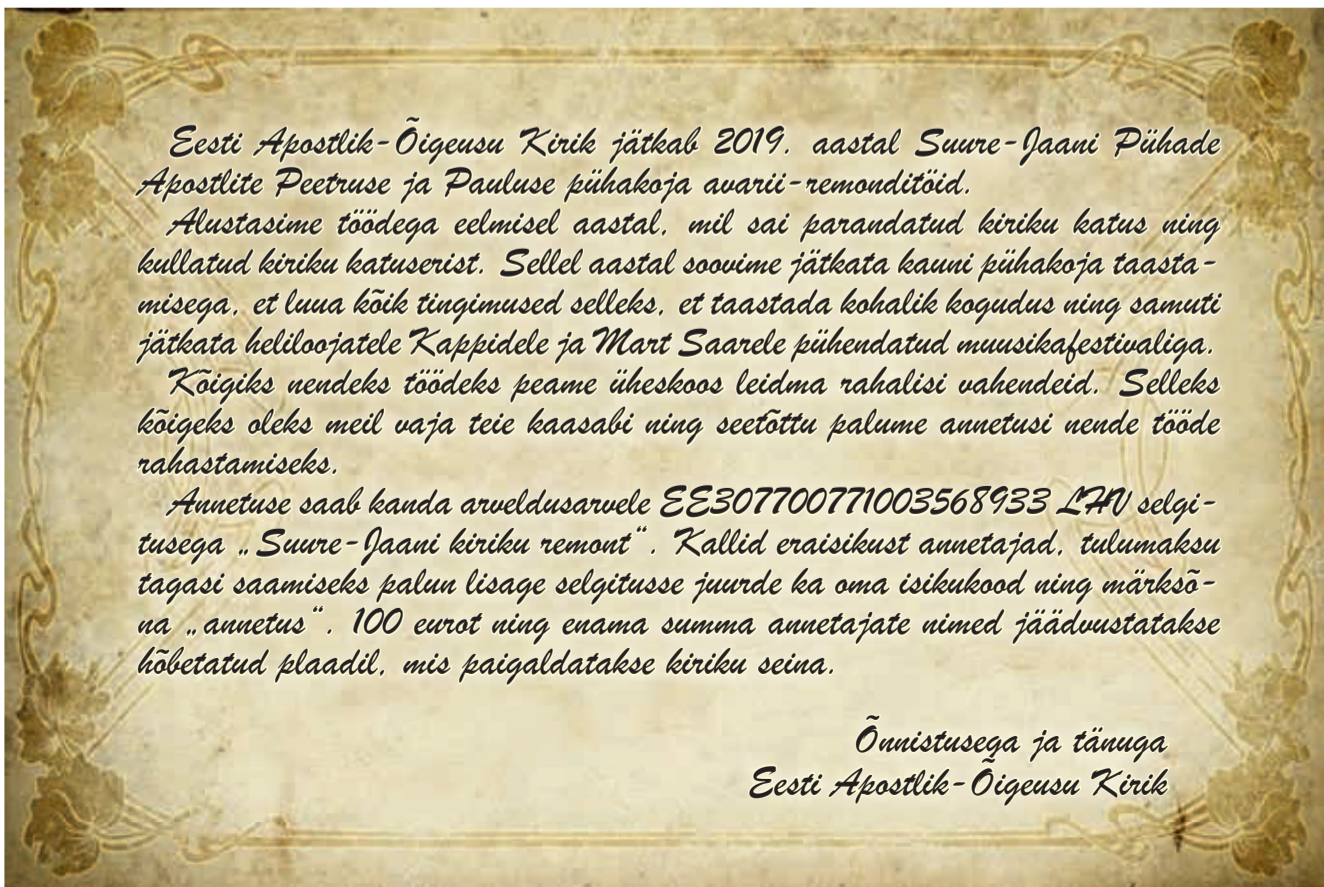 Eesti Apostlik-Õigeusu Kirik jätkab 2019. aastal Suure-Jaani Pühade
Apostlite Peetruse ja Pauluse pühakoja avarii-remonditöid.
Alustasime töödega eelmisel aastal, mil sai parandatud kiriku katus ning
kullatud kiriku katuserist. Sellel aastal soovime jätkata kauni pühakoja taasta-
misega, et luua kõik tingimused selleks, et taastada kohalik kogudus ning samuti
jätkata heliloojatele Kappidele ja Mart Saarele pühendatud muusikafestivaliga.
Kõigiks nendeks töödeks peame üheskoos leidma rahalisi vahendeid. Selleks
kõigeks oleks meil vaja teie kaasabi ning seetõttu palume annetusi nende tööde
rahastamiseks.
Annetuse saab kanda arveldusarvele EE307700771003568933 LHV selgi-
tusega „Suure-Jaani kiriku remont“. Kallid eraisikust annetajad, tulumaksu
tagasi saamiseks palun lisage selgitusse juurde ka oma isikukood ning märksõ-
na „annetus“. 100 eurot ning enama summa annetajate nimed jäädvustatakse
hõbetatud plaadil, mis paigaldatakse kiriku seina.
Õnnistusega ja tänuga
Eesti Apostlik-Õigeusu Kirik